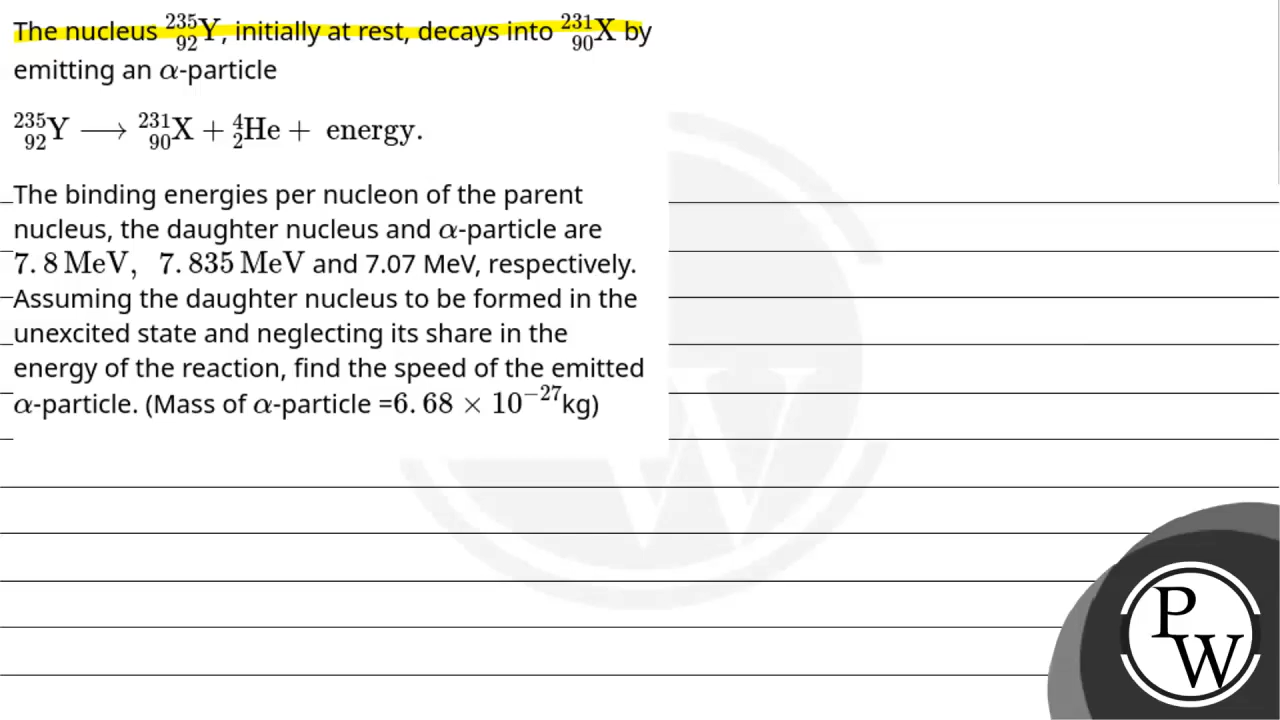 The nucleus ²³⁵₉₂Y, initially at rest, decays into ²³¹₉₀X by
emitting an α-particle
²³⁵₉₂Y ⟶ ²³¹₉₀X + ⁴₂He + energy.
The binding energies per nucleon of the parent
nucleus, the daughter nucleus and α-particle are
7.8 MeV, 7.835 MeV and 7.07 MeV, respectively.
Assuming the daughter nucleus to be formed in the
unexcited state and neglecting its share in the
energy of the reaction, find the speed of the emitted
α-particle. (Mass of α-particle =6.68 × 10⁻²⁷kg)
P
W